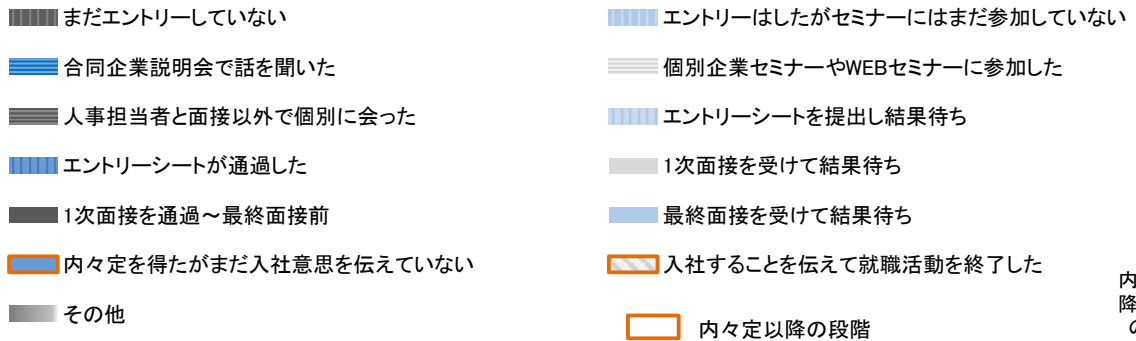 まだエントリーしていない
エントリーはしたがセミナーにはまだ参加していない
合同企業説明会で話を聞いた
個別企業セミナーやWEBセミナーに参加した
人事担当者と面接以外で個別に会った
エントリーシートを提出し結果待ち
エントリーシートが通過した
1次面接を受けて結果待ち
1次面接を通過～最終面接前
最終面接を受けて結果待ち
内々定を得たがまだ入社意思を伝えていない
入社することを伝えて就職活動を終了した
その他
内々定以降の段階
内
降
の